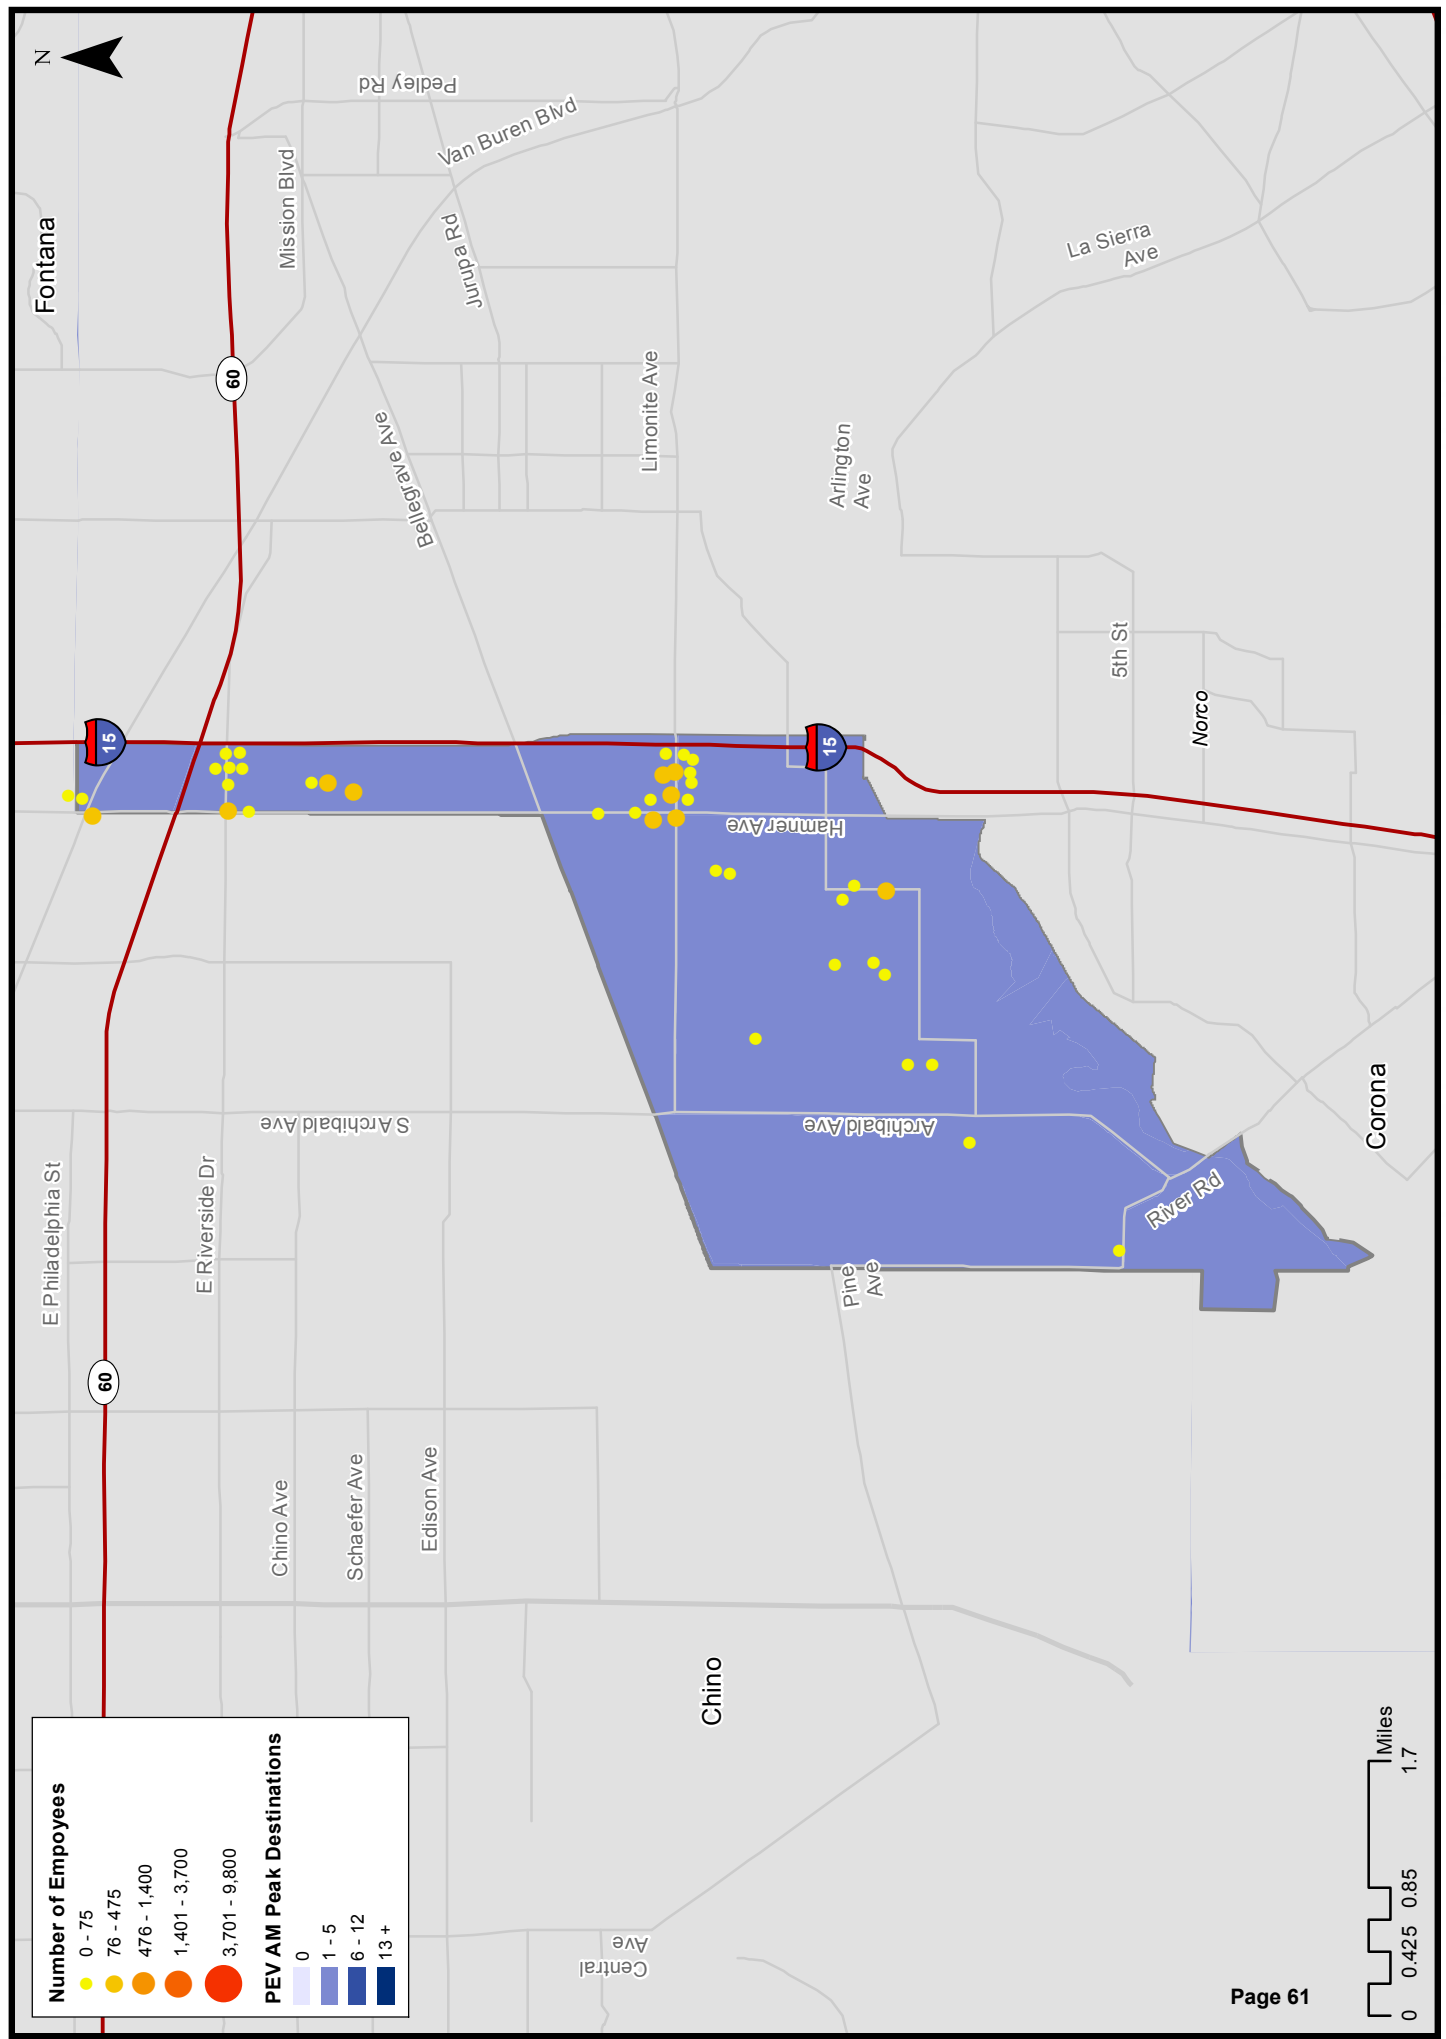 N
Fontana
Pedley Rd
Van Buren Blvd
Mission Blvd
Jurupa Rd
La Sierra
Ave
60
Limonite Ave
Bellegrave Ave
Arlington
Ave
5th St
Norco
15
15
Hamner Ave
S Archibald Ave
Archibald Ave
Corona
E Philadelphia St
E Riverside Dr
River Rd
Pine
Ave
60
Chino Ave
Schaefer Ave
Edison Ave
Chino
Central
Ave
Number of Empoyees
0 - 75
76 - 475
476 - 1,400
1,401 - 3,700
3,701 - 9,800
PEV AM Peak Destinations
0
1 - 5
6 - 12
13 +
Page 61
Miles
0 0.425 0.85 1.7